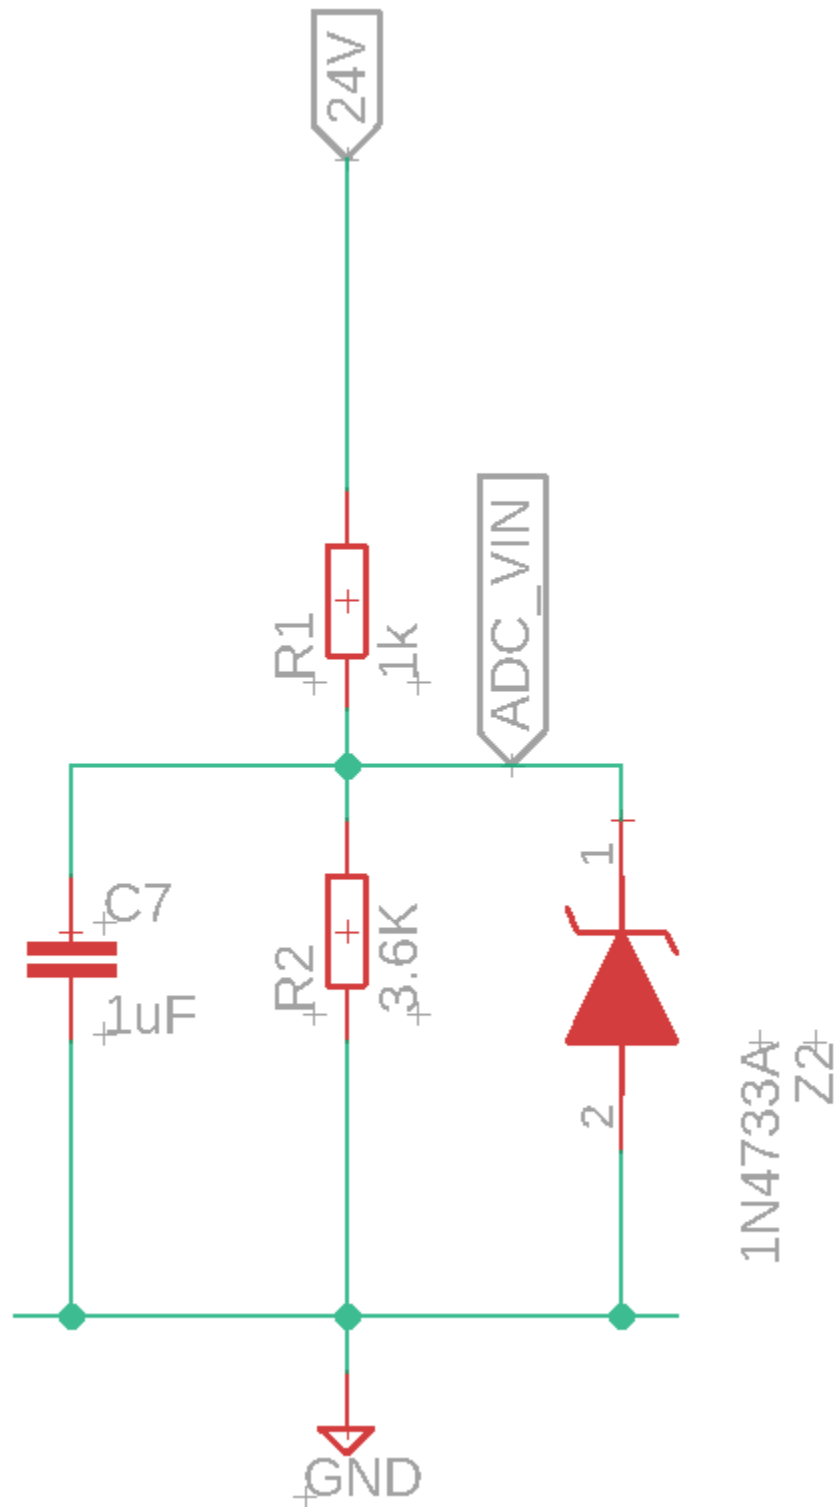 24V
ADC_VIN
R1
1k
1
C7
1uF
R2
3.6K
2
1N4733A
Z2
GND